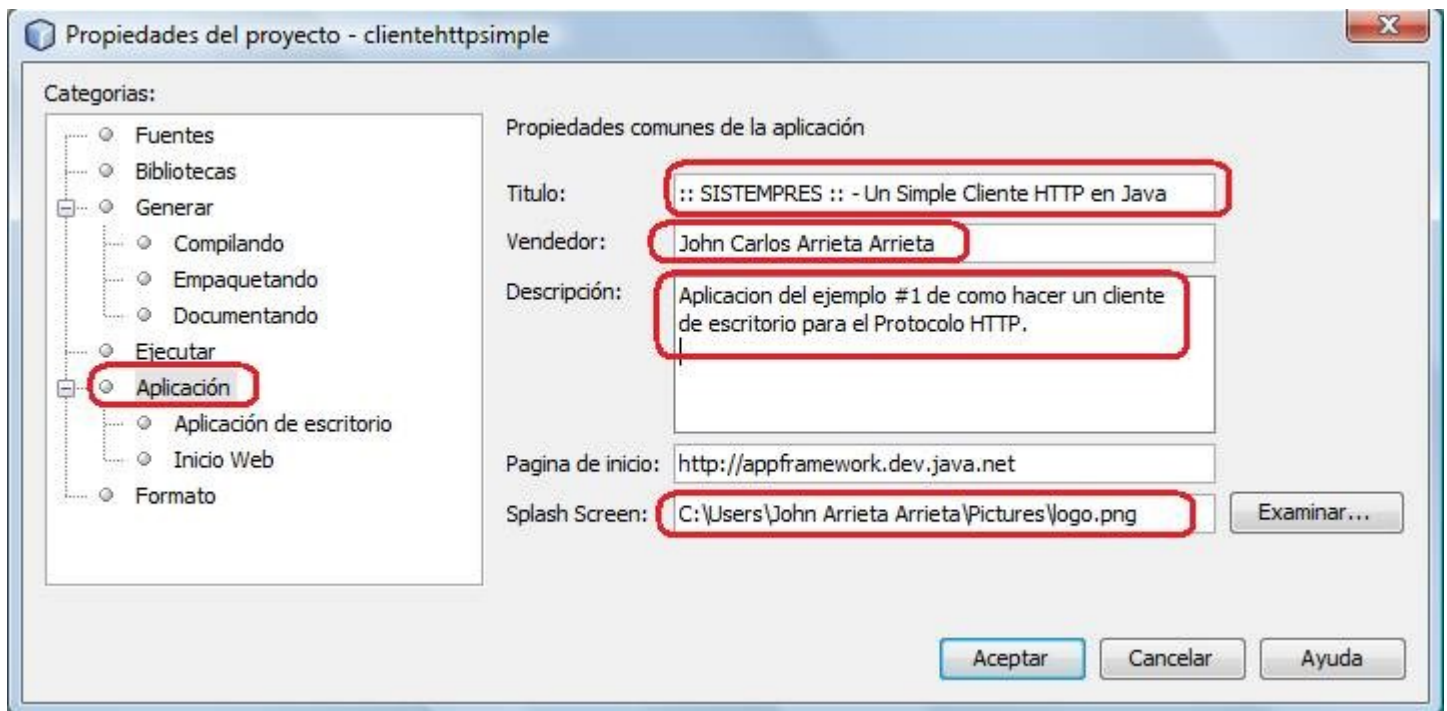 Propiedades del proyecto - clientehttpsimple
Categorias:
Fuentes
Bibliotecas
Generar
Compilando
Empaquetando
Documentando
Ejecutar
Aplicación
Aplicación de escritorio
Inicio Web
Formato
Propiedades comunes de la aplicación
Titulo: :: SISTEMPRES :: - Un Simple Cliente HTTP en Java
Vendedor: John Carlos Arrieta Arrieta
Descripción: Aplicacion del ejemplo #1 de como hacer un cliente
de escritorio para el Protocolo HTTP.
Pagina de inicio: http://appframework.dev.java.net
Splash Screen: C:\Users\John Arrieta Arrieta\Pictures\logo.png Examinar...
Aceptar Cancelar Ayuda